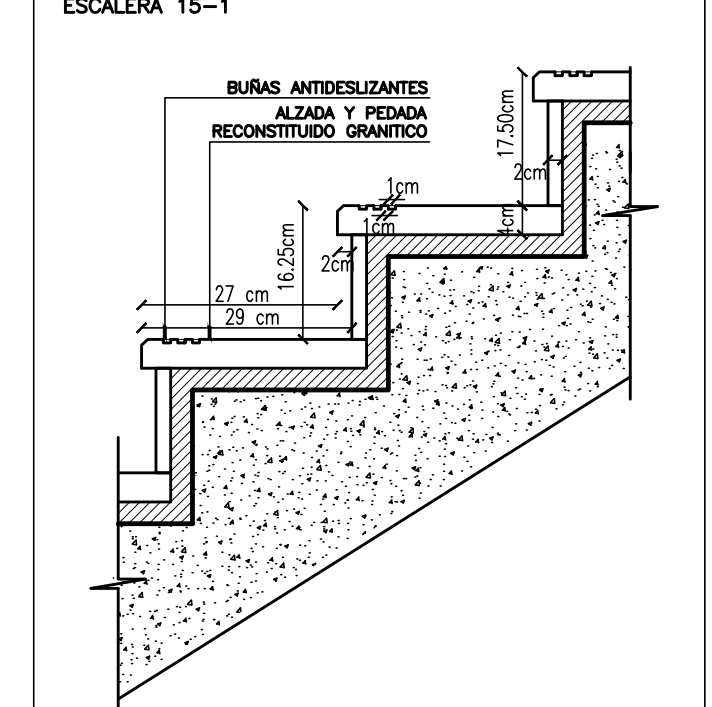 ESCALERA 15-1
BUÑAS ANTIDESLIZANTES
ALZADA Y PEDADA
RECONSTITUIDO GRANITICO
17.50cm
2cm
1cm
1cm
4cm
16.25cm
2cm
27 cm
29 cm